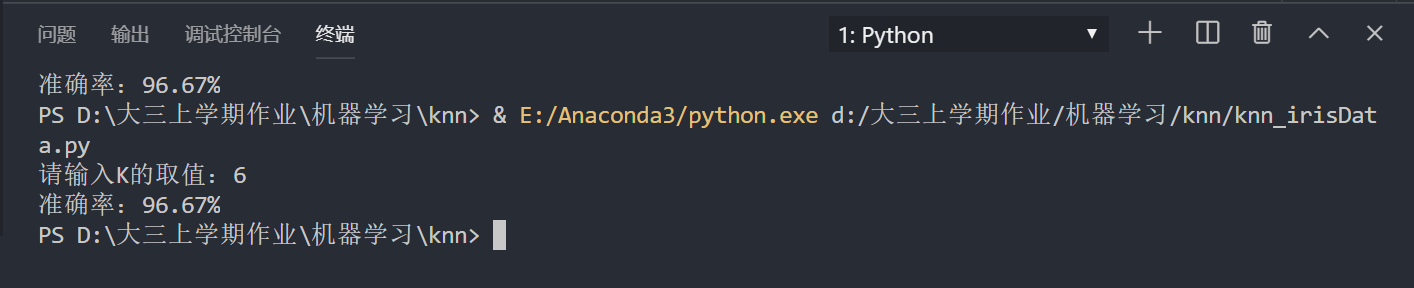 问题 输出 调试控制台 终端 1: Python
准确率：96.67%
PS D:\大三上学期作业\机器学习\knn> & E:/Anaconda3/python.exe d:/大三上学期作业/机器学习/knn/knn_irisDat
a.py
请输入K的取值：6
准确率：96.67%
PS D:\大三上学期作业\机器学习\knn>